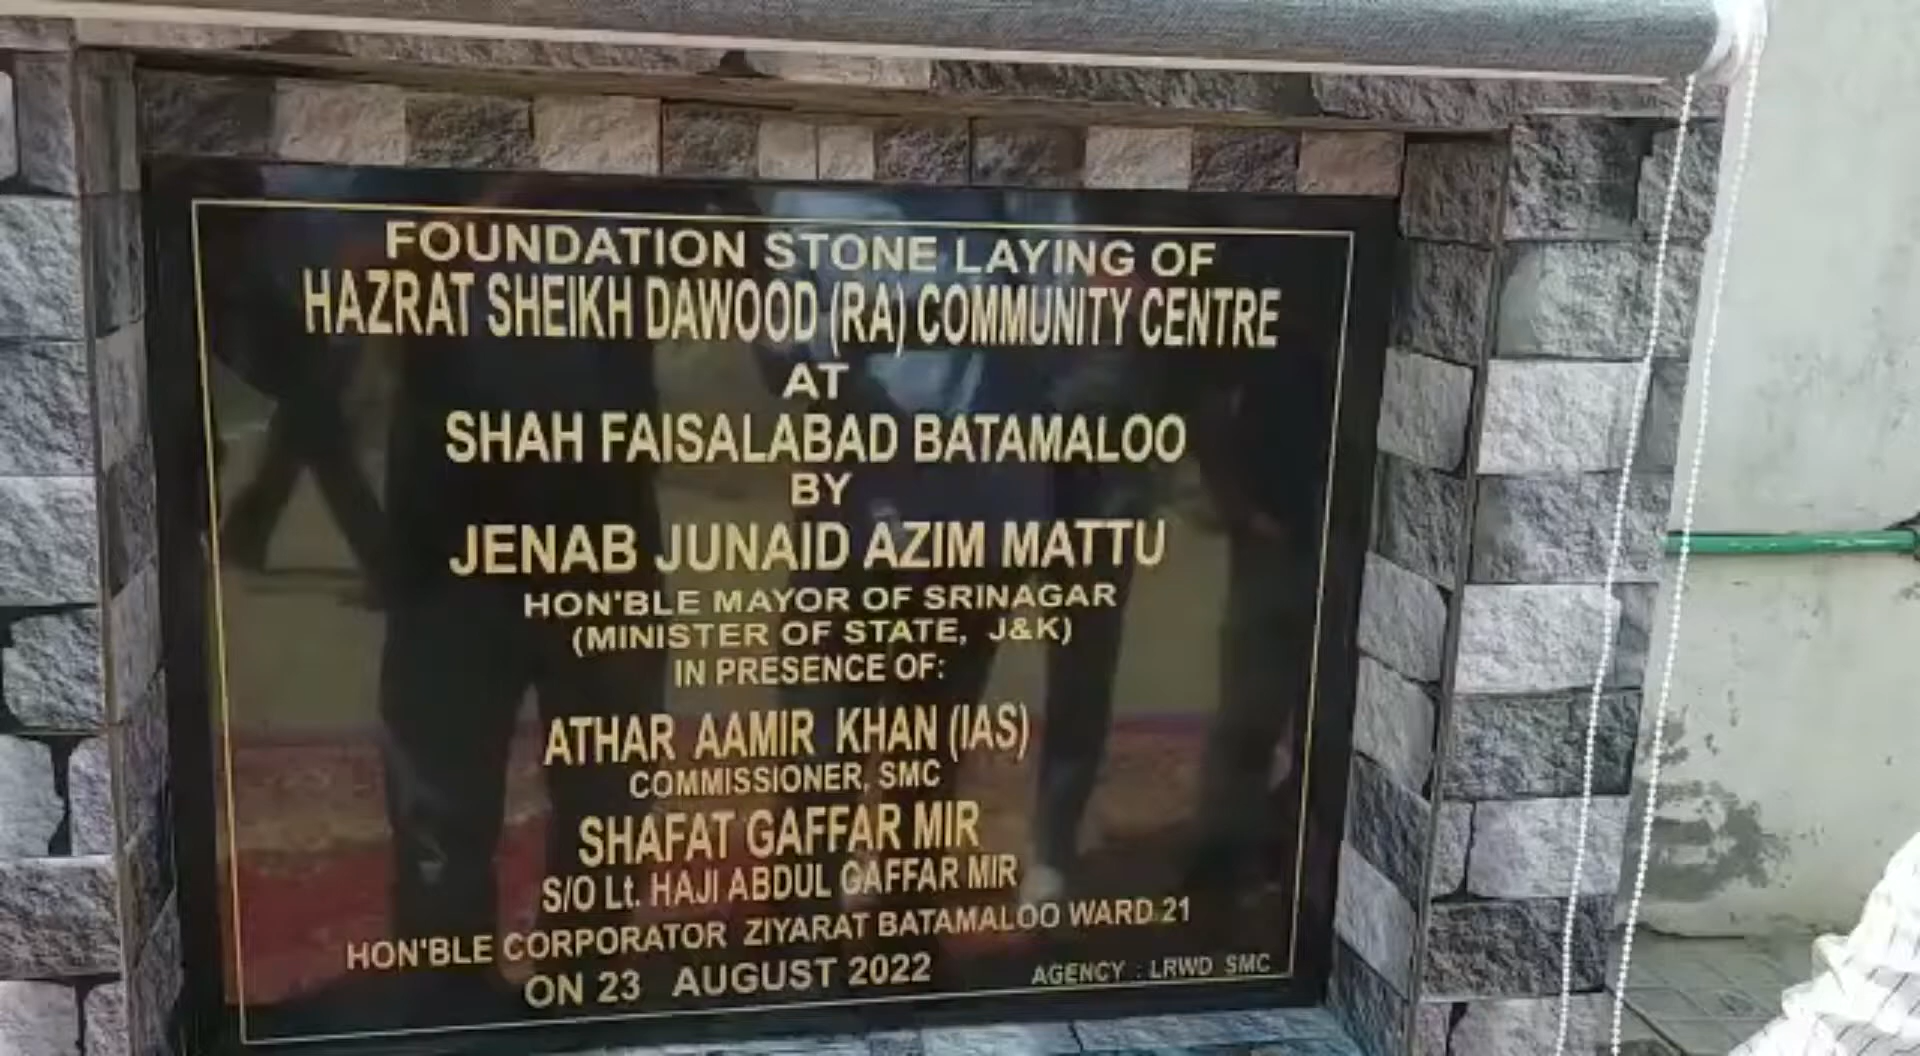 FOUNDATION STONE LAYING OF
HAZRAT SHEIKH DAWOOD (RA) COMMUNITY CENTRE
AT
SHAH FAISALABAD BATAMALOO
BY
JENAB JUNAID AZIM MATTU
HON'BLE MAYOR OF SRINAGAR
(MINISTER OF STATE, J&K)
IN PRESENCE OF:
ATHAR AAMIR KHAN (IAS)
COMMISSIONER, SMC
SHAFAT GAFFAR MIR
S/O Lt. HAJI ABDUL GAFFAR MIR
HON'BLE CORPORATOR ZIYARAT BATAMALOO WARD 21
ON 23 AUGUST 2022
AGENCY : LRWD SMC